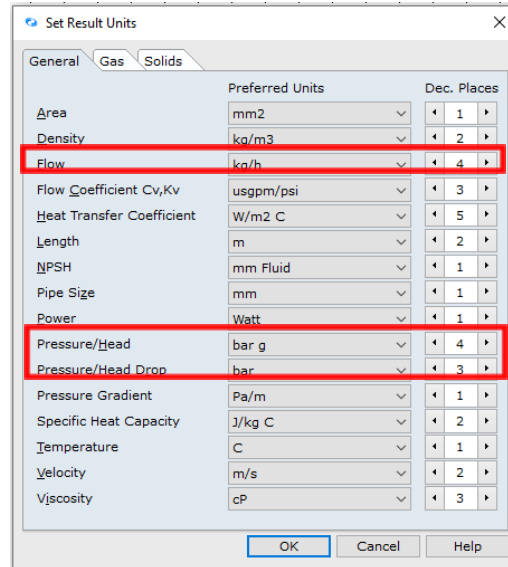 Set Result Units
General Gas Solids
Preferred Units Dec. Places
Area mm2 1
Density kg/m3 2
Flow kg/h 4
Flow Coefficient Cv,Kv usgpm/psi 3
Heat Transfer Coefficient W/m2 C 5
Length m 2
NPSH mm Fluid 1
Pipe Size mm 1
Power Watt 1
Pressure/Head bar g 4
Pressure/Head Drop bar 3
Pressure Gradient Pa/m 1
Specific Heat Capacity J/kg C 2
Temperature C 1
Velocity m/s 2
Viscosity cP 3
OK Cancel Help